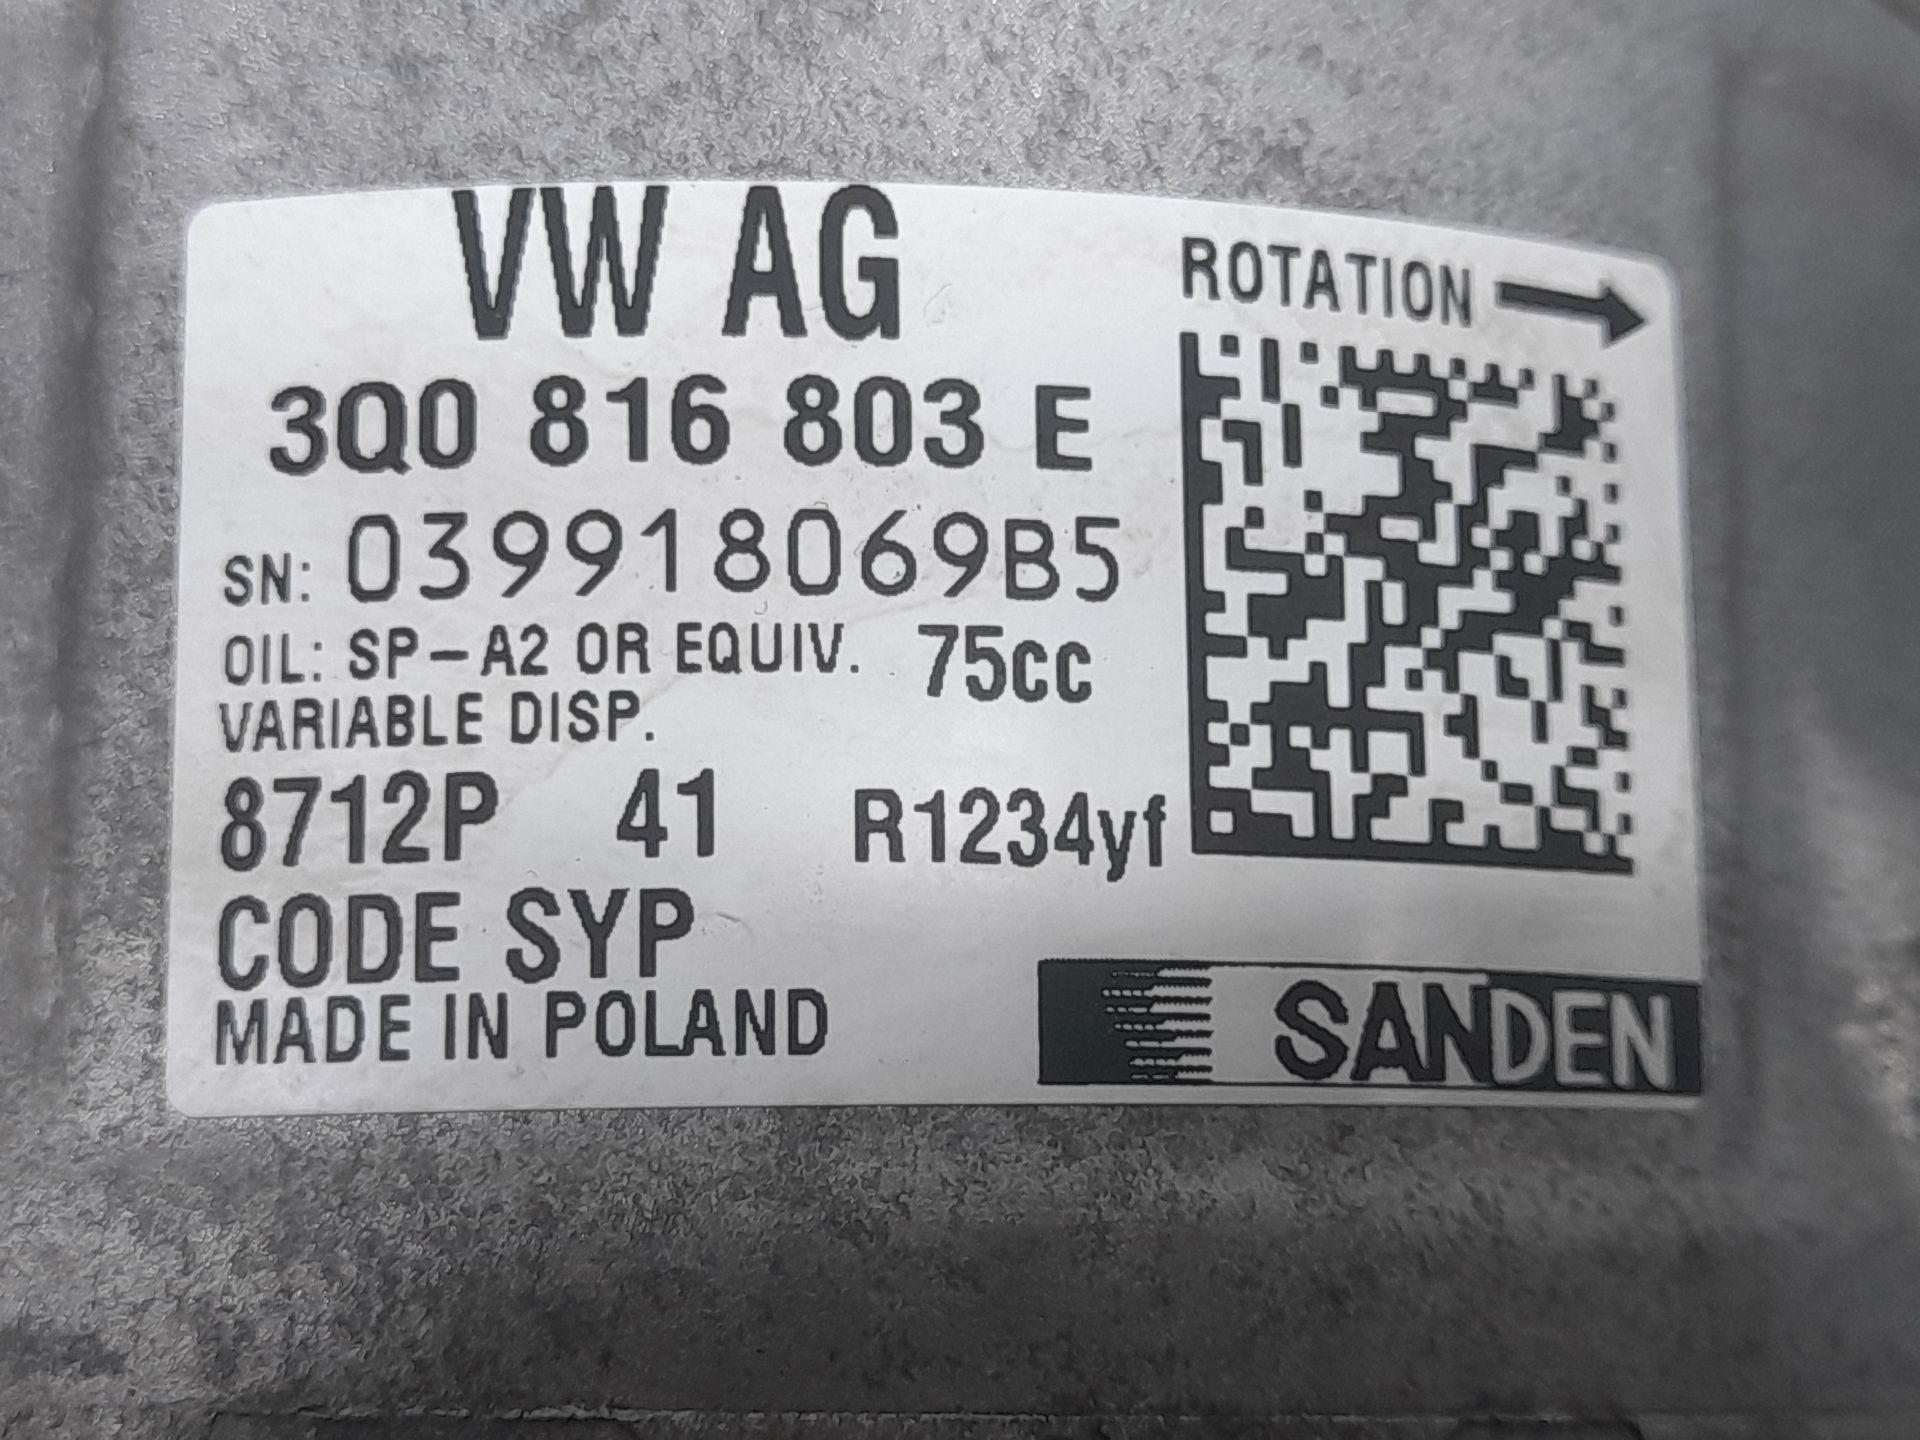 VW AG
ROTATION
3Q0 816 803 E
SN: 039918069B5
OIL: SP-A2 OR EQUIV. 75cc
VARIABLE DISP.
8712P 41 R1234yf
CODE SYP
MADE IN POLAND
SANDEN